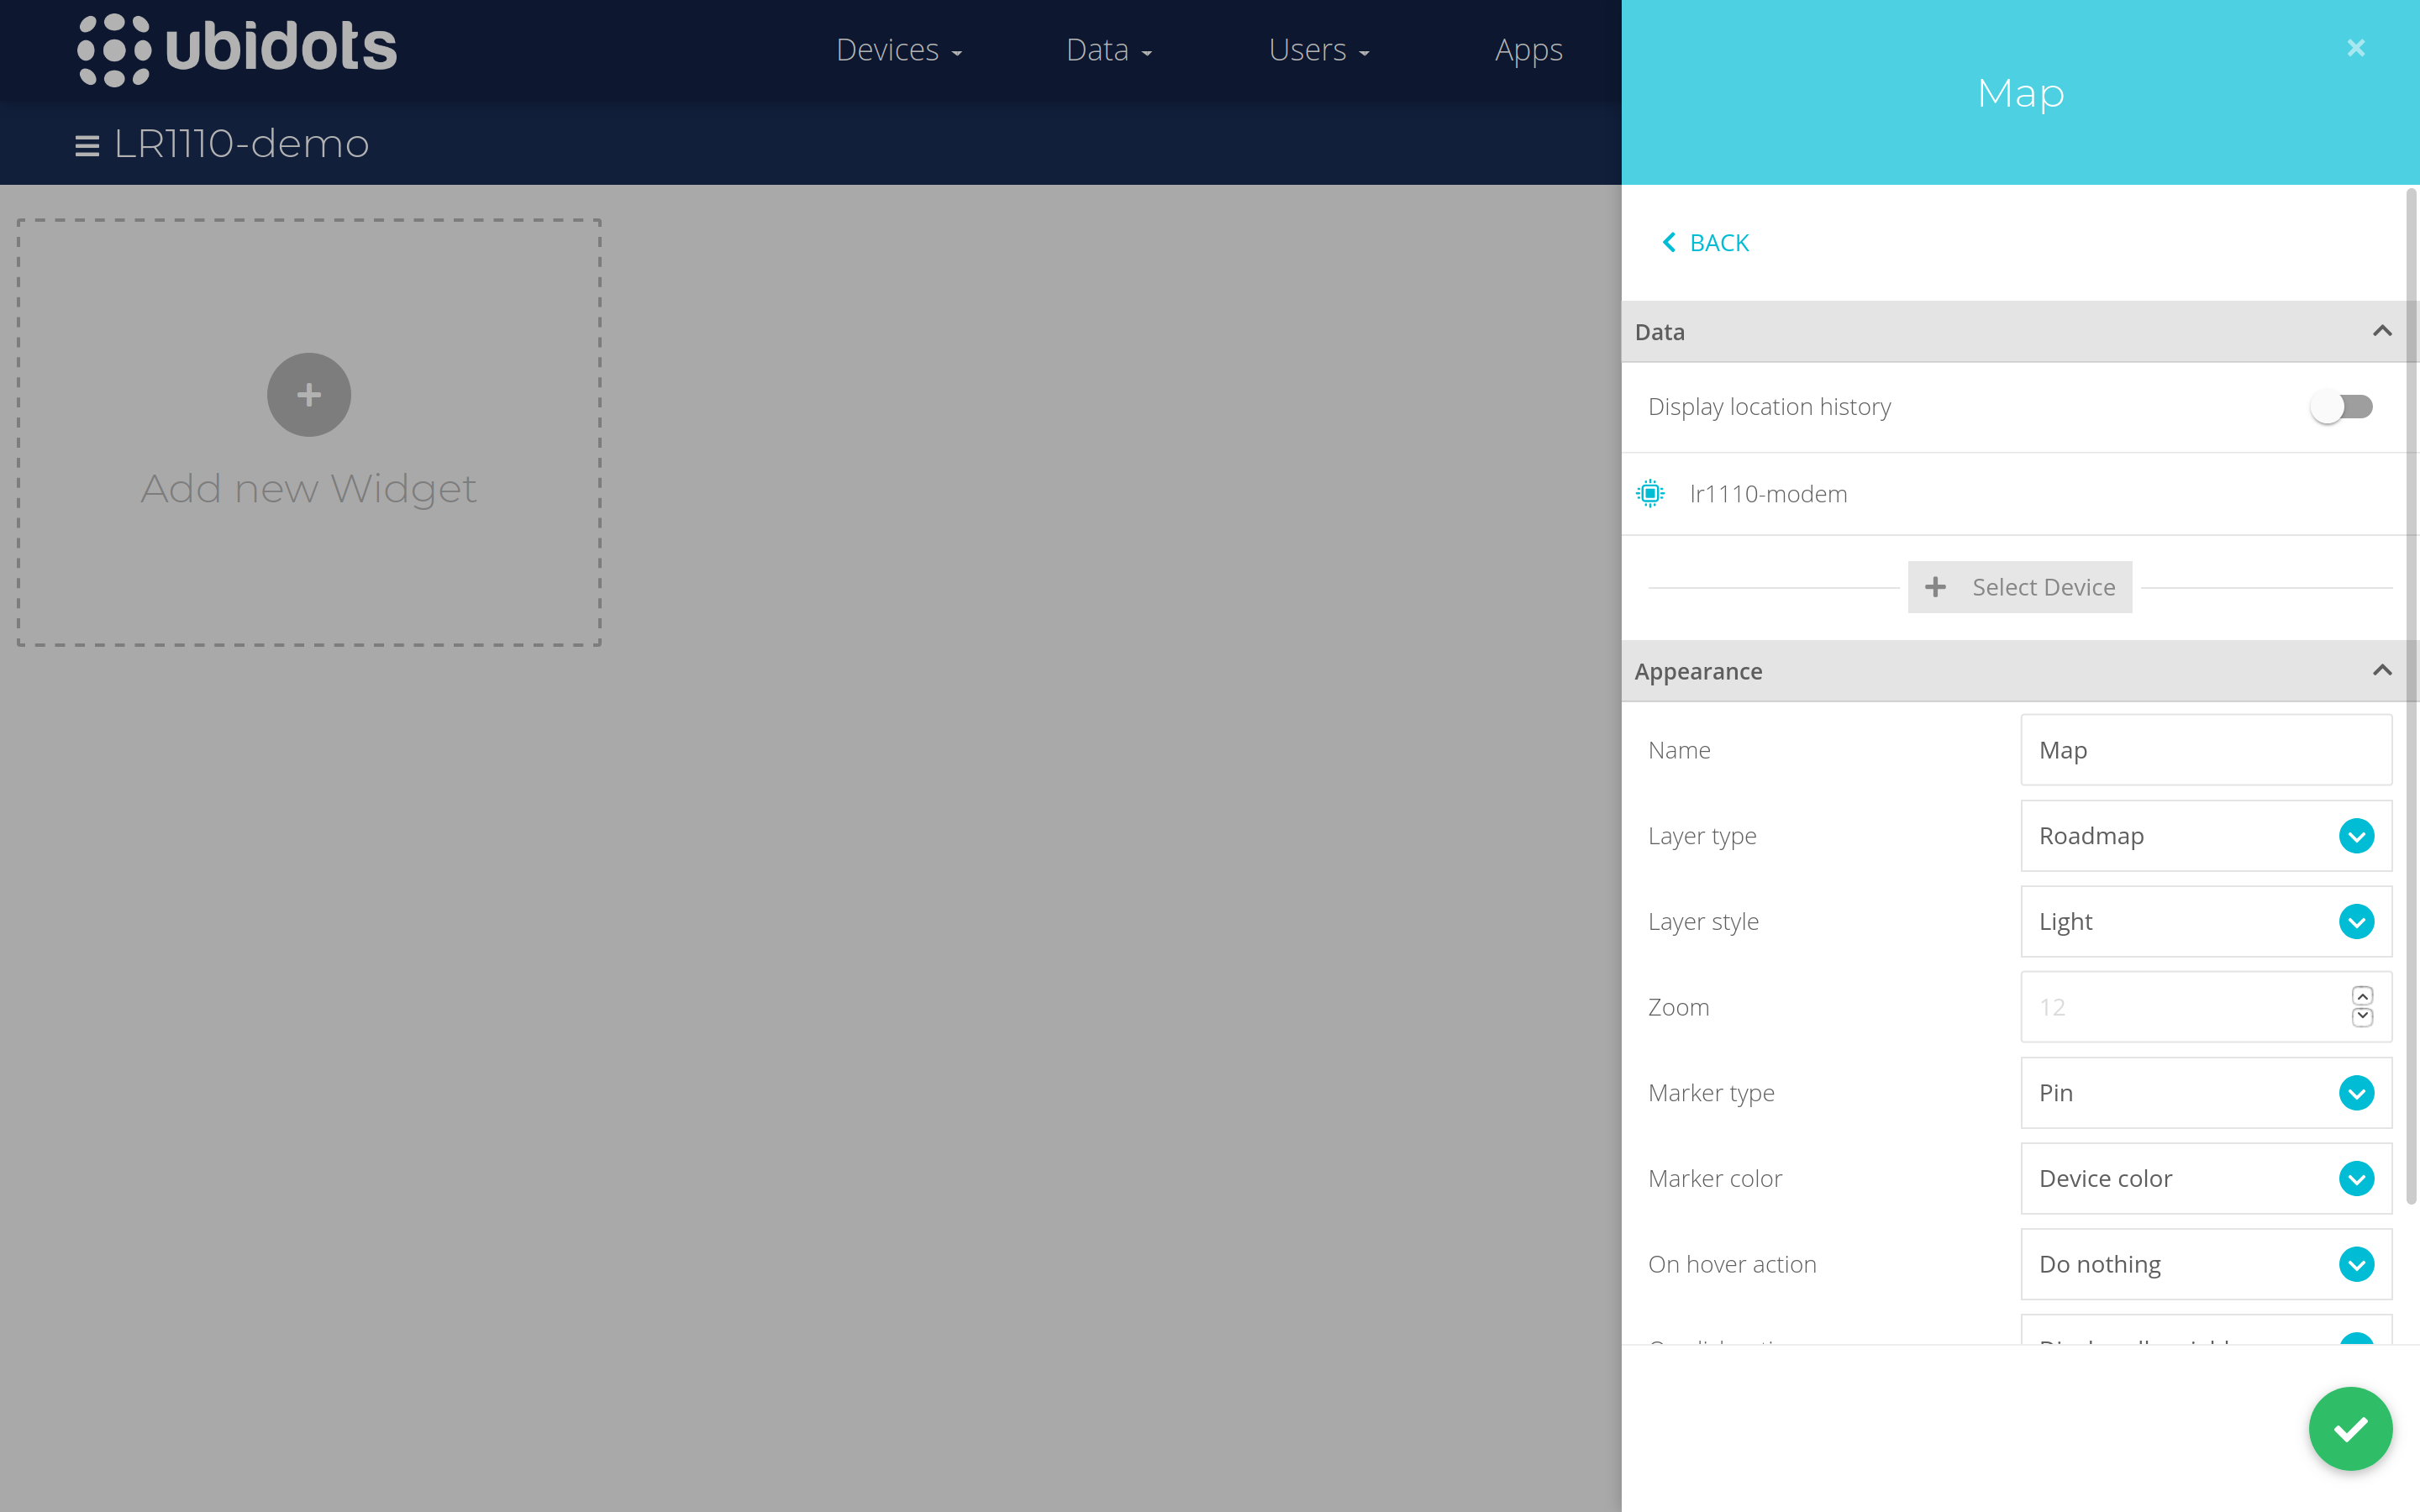 ubidots
Devices
Data
Users
Apps
LR1110-demo
Add new Widget
Map
BACK
Data
Display location history
lr1110-modem
Select Device
Appearance
Name
Map
Layer type
Roadmap
Layer style
Light
Zoom
12
Marker type
Pin
Marker color
Device color
On hover action
Do nothing